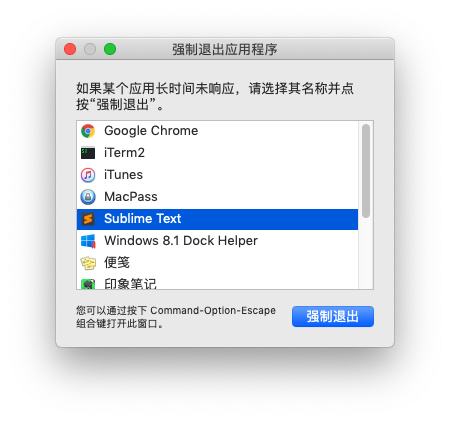 强制退出应用程序
如果某个应用长时间未响应，请选择其名称并点
按“强制退出”。
Google Chrome
iTerm2
iTunes
MacPass
Sublime Text
Windows 8.1 Dock Helper
便笺
印象笔记
您可以通过按下 Command-Option-Escape
组合键打开此窗口。
强制退出